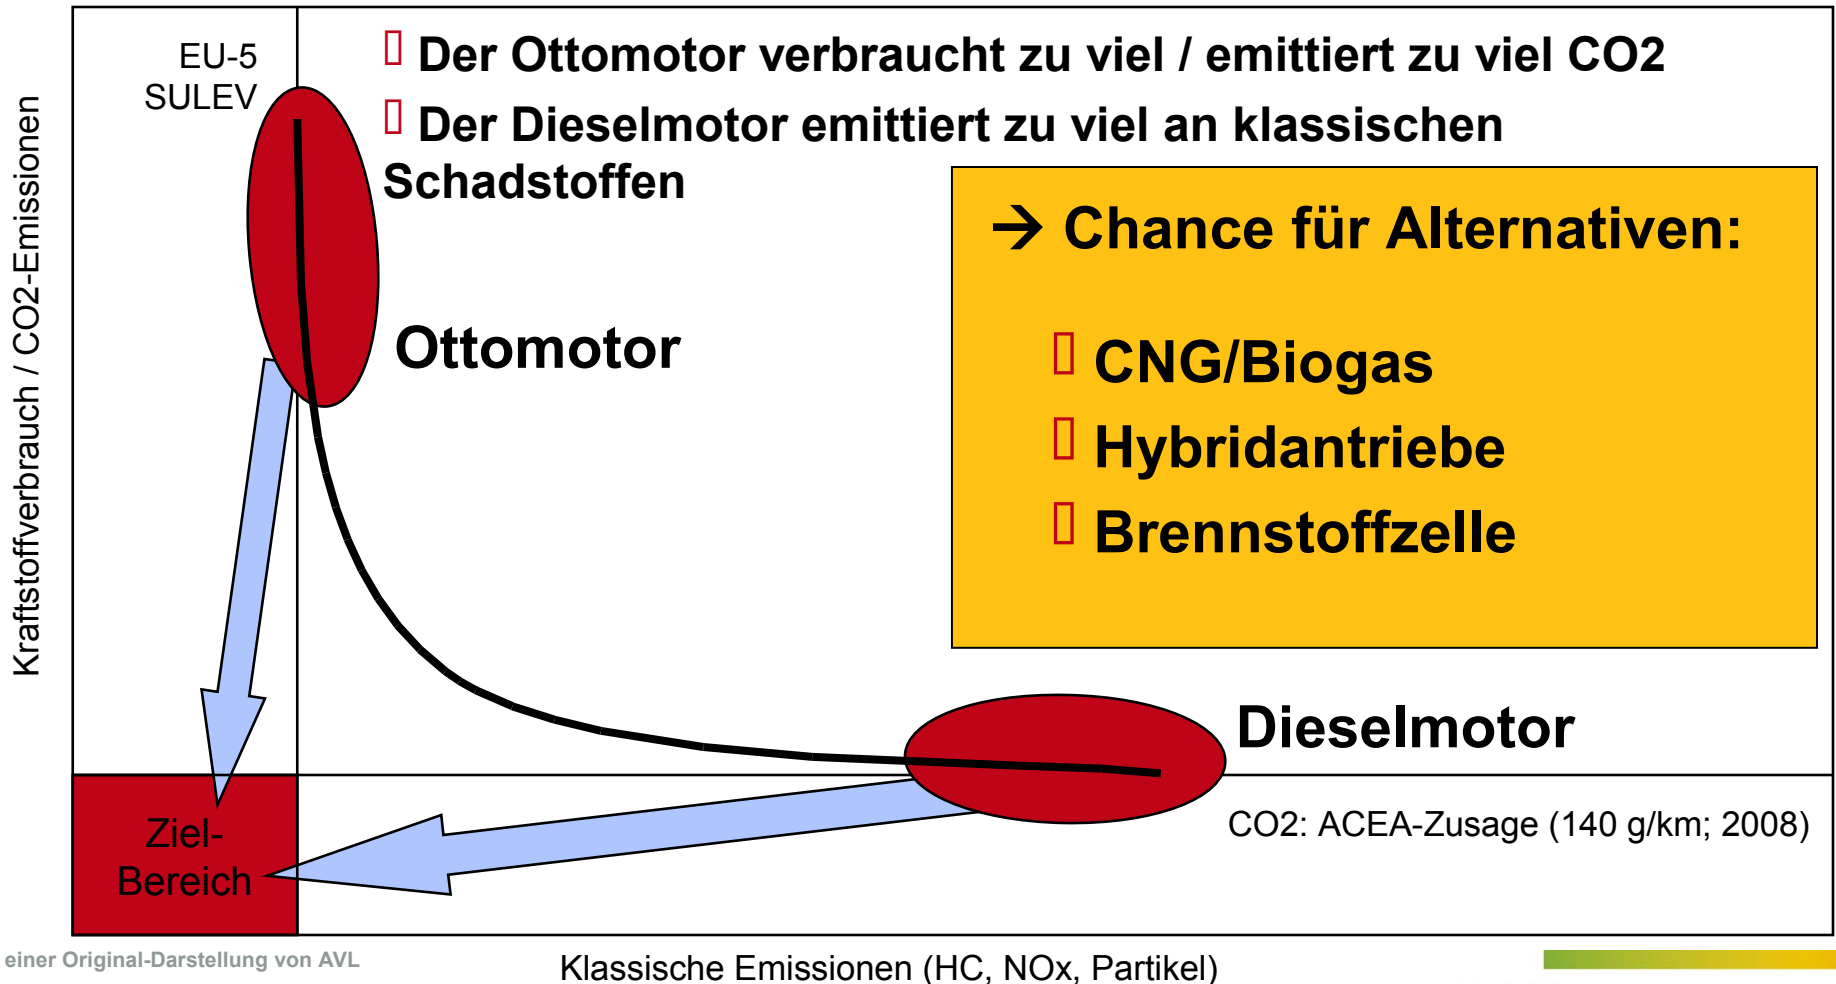 EU-5
SULEV
Der Ottomotor verbraucht zu viel / emittiert zu viel CO2
Der Dieselmotor emittiert zu viel an klassischen
Schadstoffen
→ Chance für Alternativen:
CNG/Biogas
Hybridantriebe
Brennstoffzelle
Kraftstoffverbrauch / CO2-Emissionen
Ottomotor
Dieselmotor
CO2: ACEA-Zusage (140 g/km; 2008)
Ziel-
Bereich
einer Original-Darstellung von AVL
Klassische Emissionen (HC, NOx, Partikel)